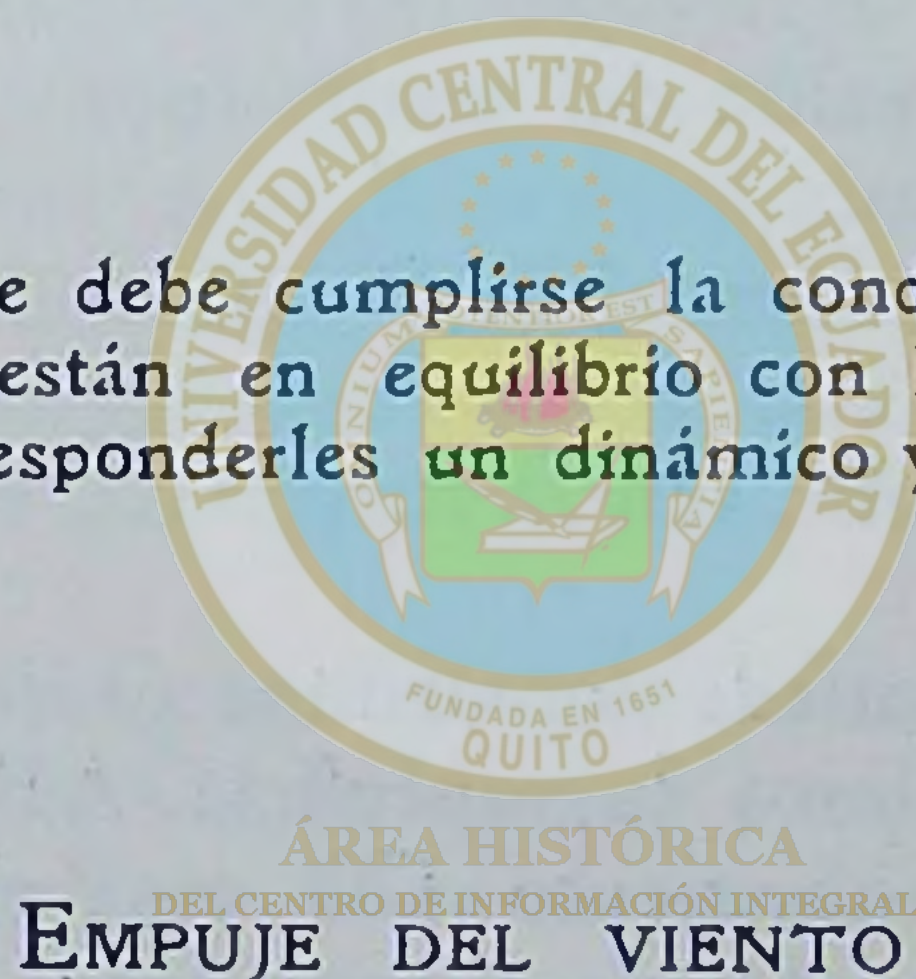 UNIVERSIDAD CENTRAL DEL ECUADOR
e debe cumplirse la cond
OMNIUM POTENTIOR EST SAPIENTIA
están en equilibrio con
esponderles un dinámico y
FUNDADA EN 1651
QUITO
ÁREA HISTÓRICA
DEL CENTRO DE INFORMACIÓN INTEGRAL
EMPUJE DEL VIENTO